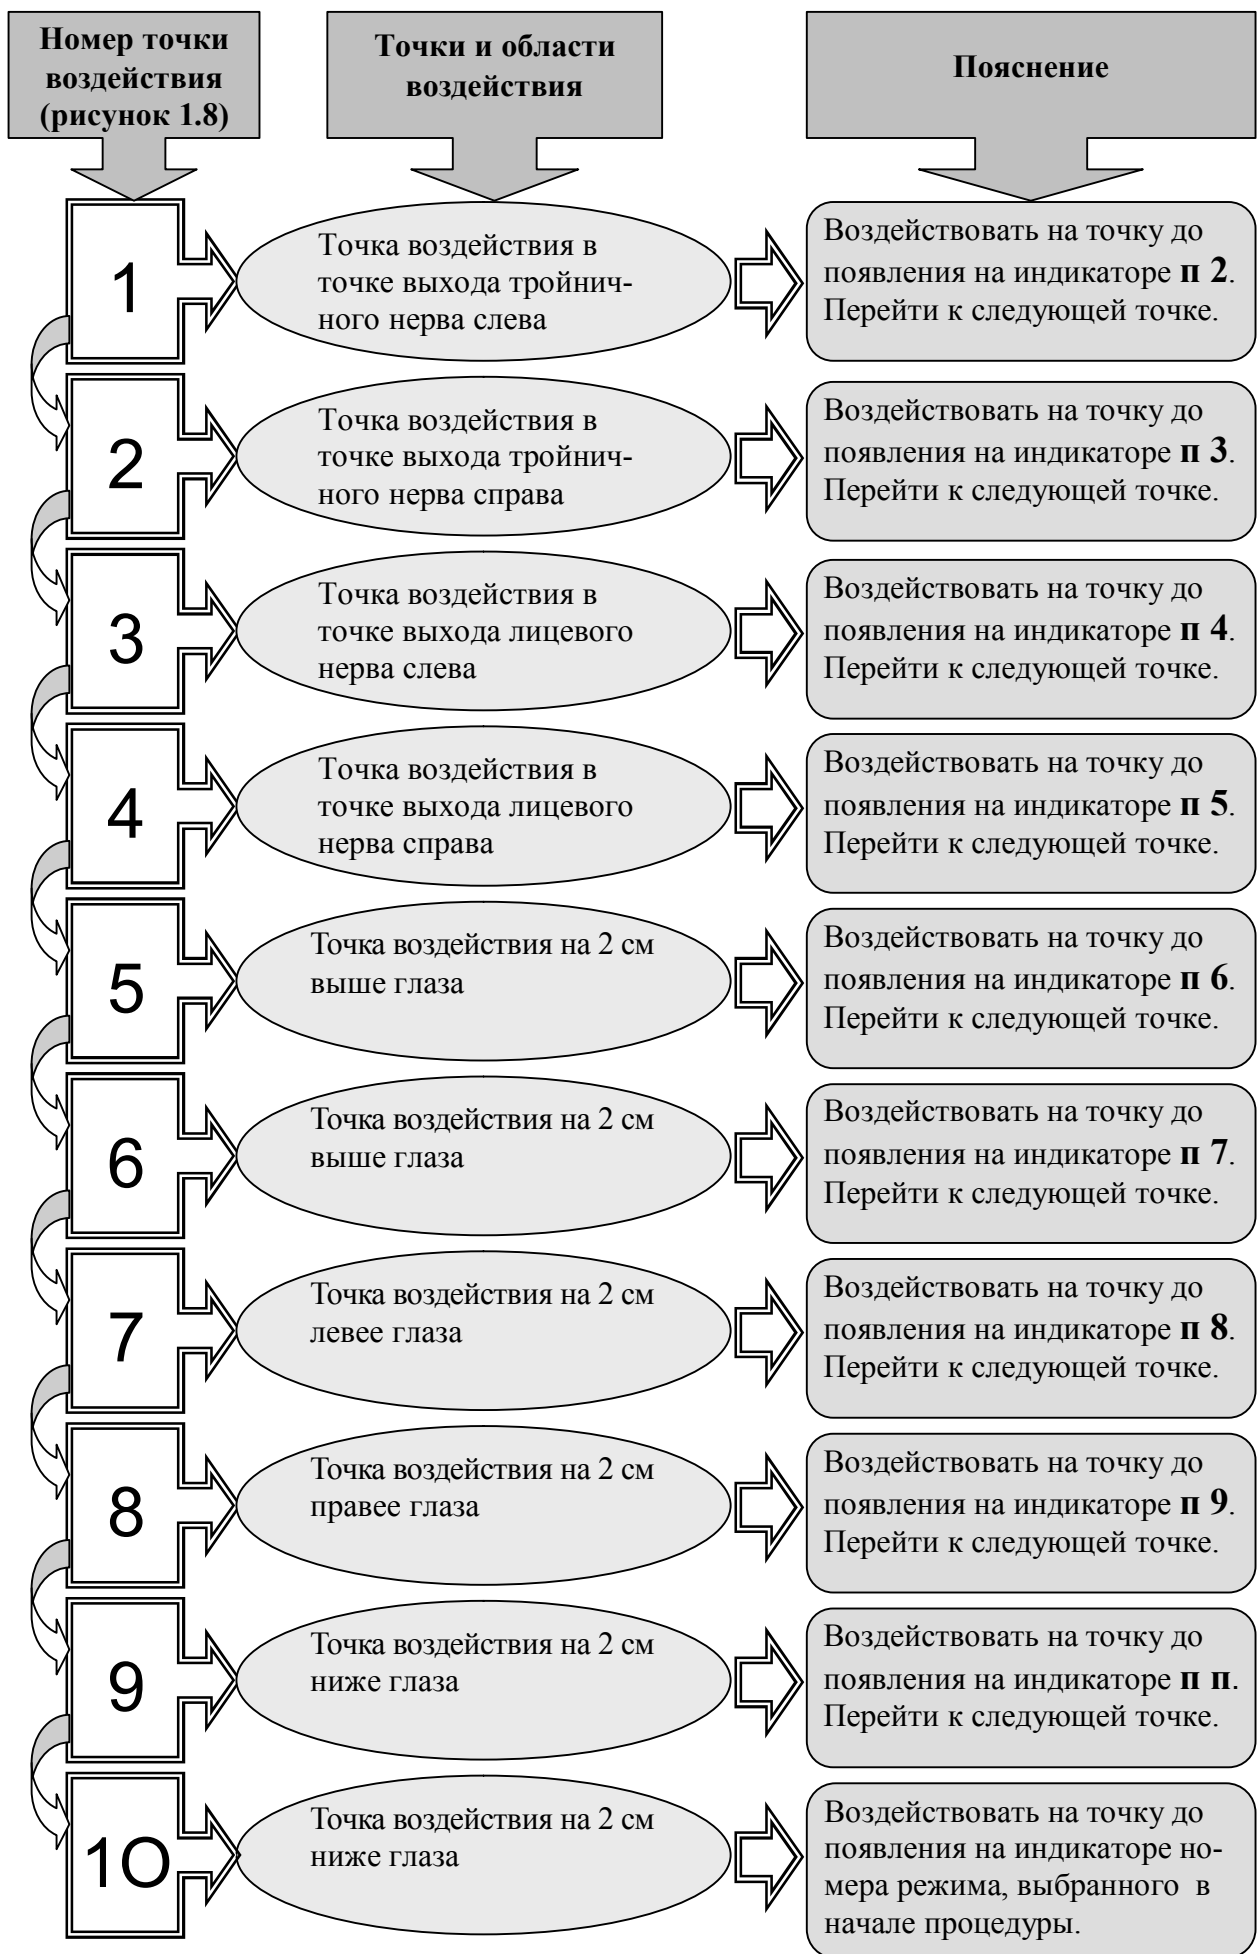 Номер точки
воздействия
(рисунок 1.8)
Точки и области
воздействия
Пояснение
1
Точка воздействия в
точке выхода тройнич-
ного нерва слева
Воздействовать на точку до
появления на индикаторе п 2.
Перейти к следующей точке.
2
Точка воздействия в
точке выхода тройнич-
ного нерва справа
Воздействовать на точку до
появления на индикаторе п 3.
Перейти к следующей точке.
3
Точка воздействия в
точке выхода лицевого
нерва слева
Воздействовать на точку до
появления на индикаторе п 4.
Перейти к следующей точке.
4
Точка воздействия в
точке выхода лицевого
нерва справа
Воздействовать на точку до
появления на индикаторе п 5.
Перейти к следующей точке.
5
Точка воздействия на 2 см
выше глаза
Воздействовать на точку до
появления на индикаторе п 6.
Перейти к следующей точке.
6
Точка воздействия на 2 см
выше глаза
Воздействовать на точку до
появления на индикаторе п 7.
Перейти к следующей точке.
7
Точка воздействия на 2 см
левее глаза
Воздействовать на точку до
появления на индикаторе п 8.
Перейти к следующей точке.
8
Точка воздействия на 2 см
правее глаза
Воздействовать на точку до
появления на индикаторе п 9.
Перейти к следующей точке.
9
Точка воздействия на 2 см
ниже глаза
Воздействовать на точку до
появления на индикаторе п п.
Перейти к следующей точке.
1О
Точка воздействия на 2 см
ниже глаза
Воздействовать на точку до
появления на индикаторе но-
мера режима, выбранного в
начале процедуры.